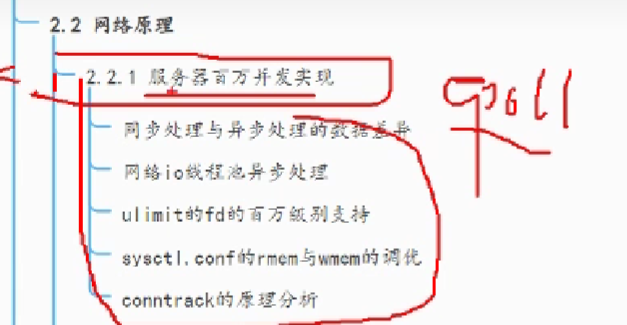 2.2 网络原理
2.2.1 服务器百万并发实现
同步处理与异步处理的数据差异
网络io线程池异步处理
ulimit的fd的百万级别支持
sysctl.conf的rmem与wmem的调优
conntrack的原理分析
epoll